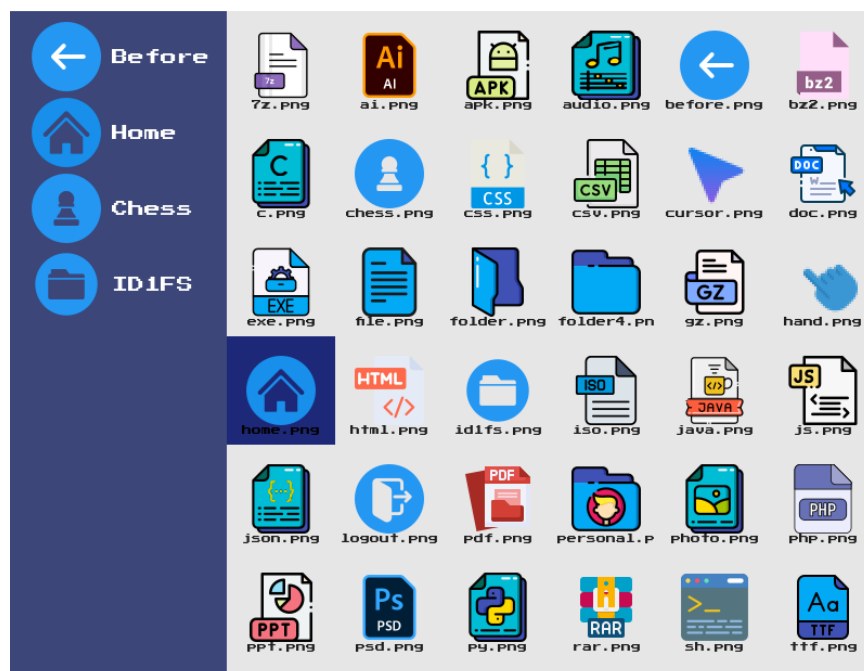 Before
Home
Chess
ID1FS
7z
7z.png
Ai
AI
ai.png
APK
apk.png
audio.png
before.png
bz2
bz2.png
C
c.png
chess.png
{ }
CSS
css.png
CSV
csv.png
cursor.png
DOC
W
doc.png
EXE
exe.png
file.png
folder.png
folder4.pn
GZ
gz.png
hand.png
home.png
HTML
</>
html.png
id1fs.png
ISO
iso.png
</>
JAVA
java.png
JS
js.png
{...}
json.png
logout.png
PDF
pdf.png
personal.p
photo.png
PHP
php.png
PPT
ppt.png
Ps
PSD
psd.png
py.png
RAR
rar.png
>_
sh.png
Aa
TTF
ttf.png